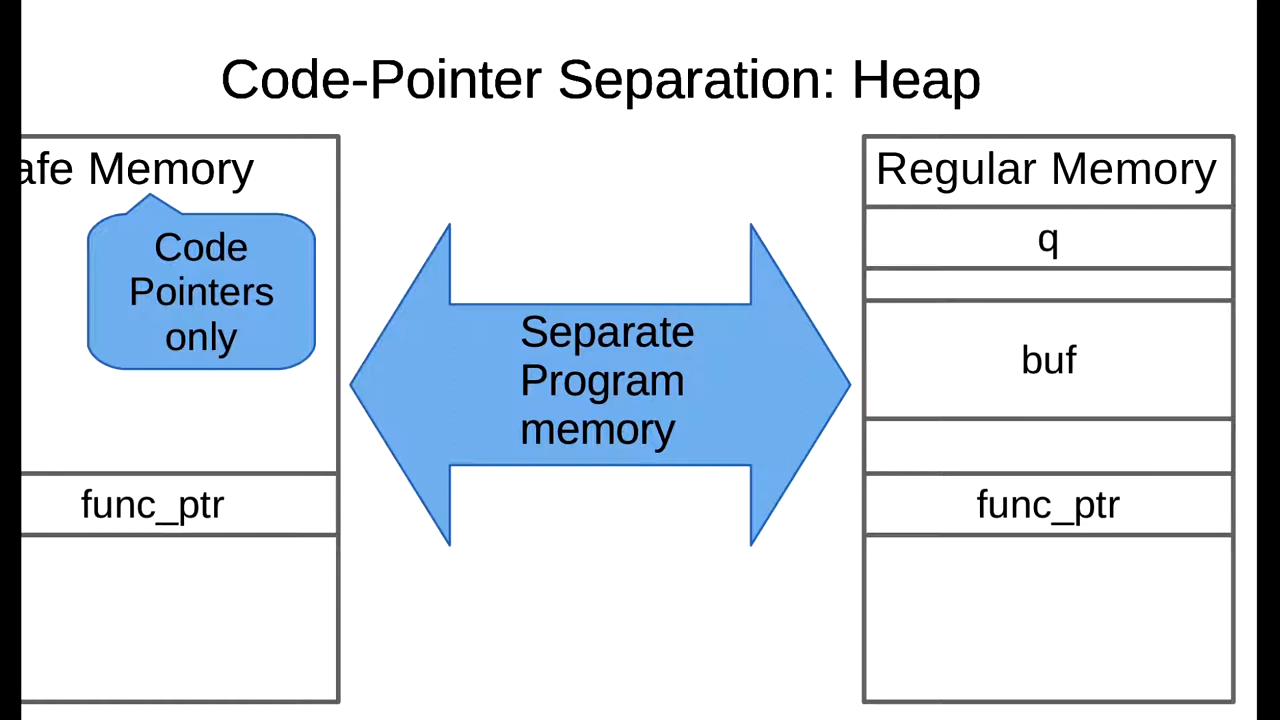 Code-Pointer Separation: Heap
afe Memory
Code
Pointers
only
func_ptr
Separate
Program
memory
Regular Memory
q
buf
func_ptr